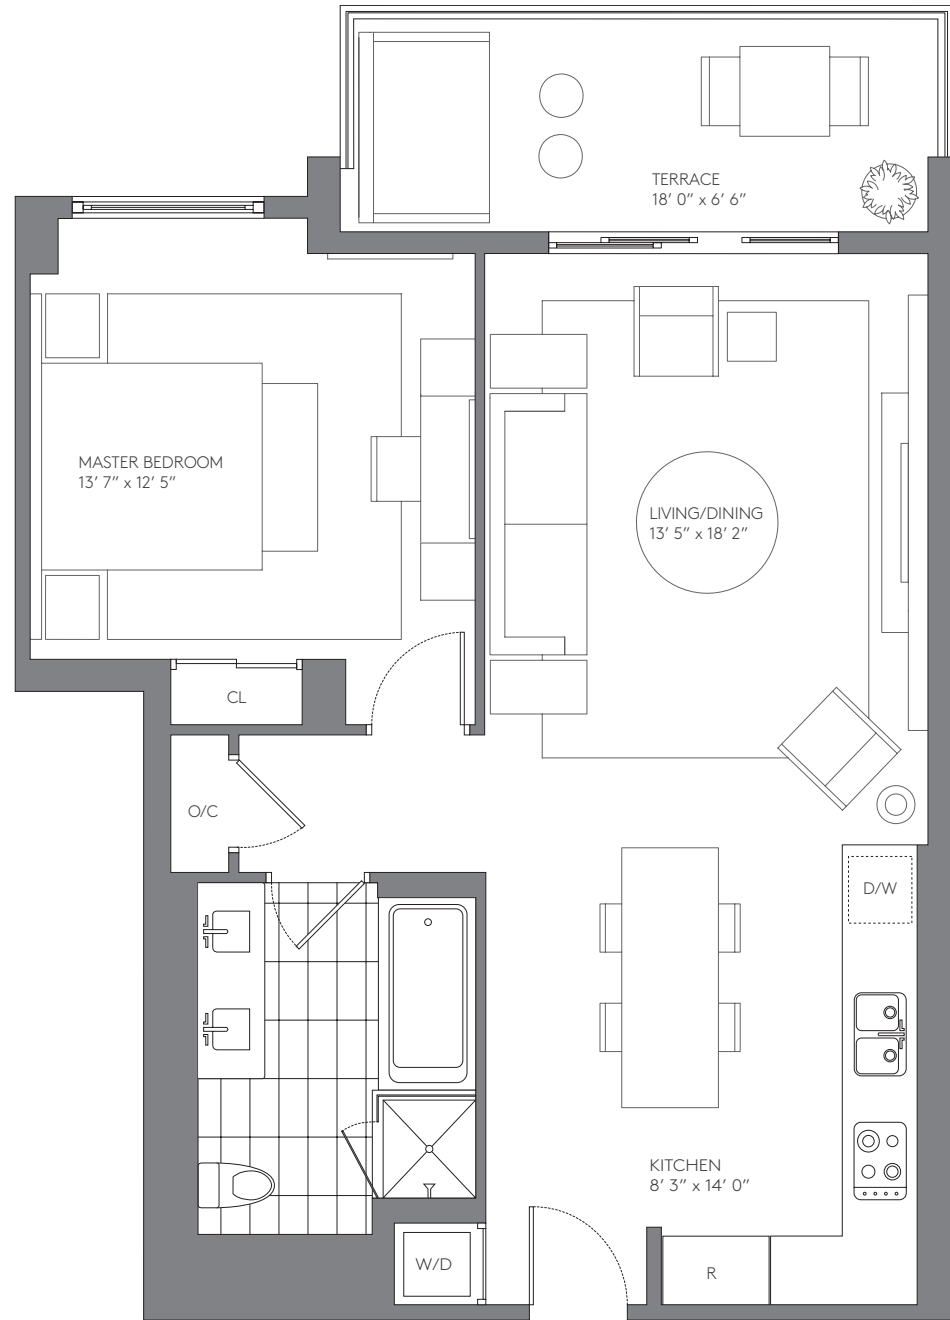 TERRACE
18’ 0” x 6’ 6”
MASTER BEDROOM
13’ 7” x 12’ 5”
LIVING/DINING
13’ 5” x 18’ 2”
CL
O/C
D/W
KITCHEN
8’ 3” x 14’ 0”
W/D
R